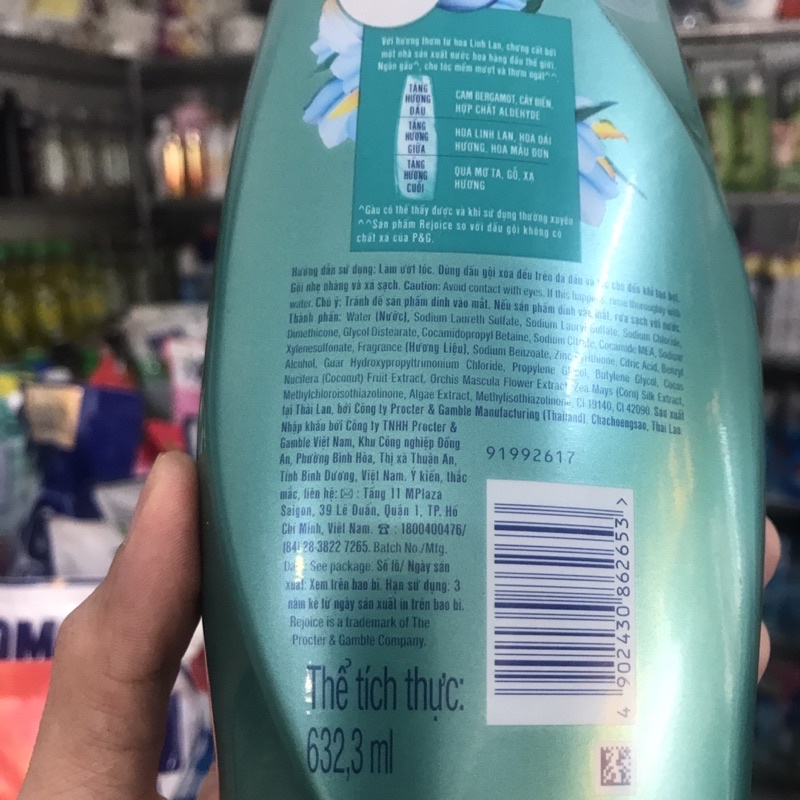 Với hương thơm từ hoa Linh Lan, chưng cất bởi
một nhà sản xuất nước hoa hàng đầu thế giới.
Ngăn gàu^, cho tóc mềm mượt và thơm ngát^^
TẦNG HƯƠNG ĐẦU
CAM BERGAMOT, CÂY BIỂN,
HỢP CHẤT ALDEHYDE
TẦNG HƯƠNG GIỮA
HOA LINH LAN, HOA DẢI
HƯƠNG, HOA MẪU ĐƠN
TẦNG HƯƠNG CUỐI
QUẢ MƠ TA, GỖ, XẠ
HƯƠNG
^Gàu có thể thấy được và khi sử dụng thường xuyên
^^Sản phẩm Rejoice so với dầu gội không có
chất xả của P&G.
Hướng dẫn sử dụng: Làm ướt tóc. Dùng dầu gội xoa đều trên da đầu và tóc cho đến khi tạo bọt.
Gội nhẹ nhàng và xả sạch. Caution: Avoid contact with eyes. If this happens, rinse thoroughly with
water. Chú ý: Tránh để sản phẩm dính vào mắt. Nếu sản phẩm dính vào mắt, rửa sạch với nước.
Thành phần: Water (Nước), Sodium Laureth Sulfate, Sodium Lauryl Sulfate, Sodium Chloride,
Dimethicone, Glycol Distearate, Cocamidopropyl Betaine, Sodium Citrate, Cocamide MEA, Sodium
Xylenesulfonate, Fragrance (Hương Liệu), Sodium Benzoate, Zinc Pyrithione, Citric Acid, Benzyl
Alcohol, Guar Hydroxypropyltrimonium Chloride, Propylene Glycol, Butylene Glycol, Cocos
Nucifera (Coconut) Fruit Extract, Orchis Mascula Flower Extract, Zea Mays (Corn) Silk Extract,
Methylchloroisothiazolinone, Algae Extract, Methylisothiazolinone, CI 19140, CI 42090. Sản xuất
tại Thái Lan, bởi Công ty Procter & Gamble Manufacturing (Thailand), Chachoengsao, Thái Lan.
Nhập khẩu bởi Công ty TNHH Procter &
Gamble Việt Nam, Khu Công nghiệp Đồng
An, Phường Bình Hòa, Thị xã Thuận An,
Tỉnh Bình Dương, Việt Nam. Ý kiến, thắc
mắc, liên hệ: ✉ : Tầng 11 MPlaza
Saigon, 39 Lê Duẩn, Quận 1, TP. Hồ
Chí Minh, Việt Nam. ☎ : 1800400476/
(84) 28-3822 7265. Batch No./Mfg.
Date: See package. Số lô/ Ngày sản
xuất: Xem trên bao bì. Hạn sử dụng: 3
năm kể từ ngày sản xuất in trên bao bì.
Rejoice is a trademark of The
Procter & Gamble Company.
91992617
4 902430 862653 >
Thể tích thực:
632,3 ml